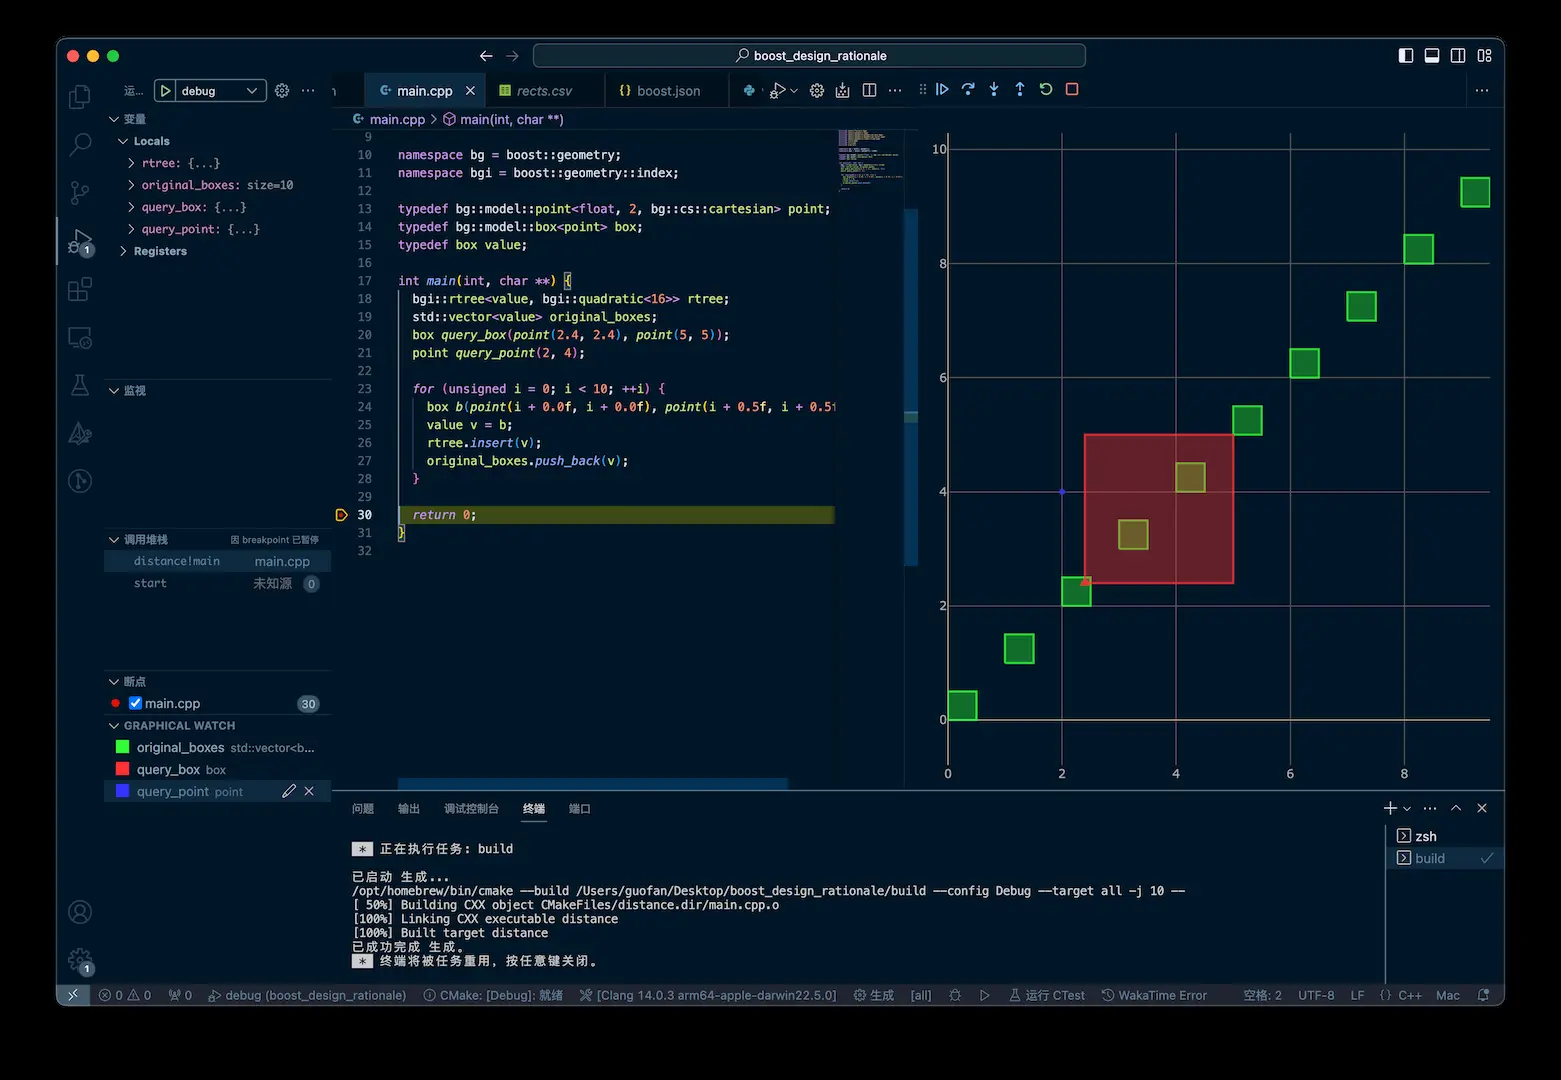 boost_design_rationale
运... debug
main.cpp
rects.csv
boost.json
变量
Locals
rtree: {...}
original_boxes: size=10
query_box: {...}
query_point: {...}
Registers
监视
调用堆栈 因 breakpoint 已暂停
distance!main main.cpp
start 未知源 0
断点
main.cpp 30
GRAPHICAL WATCH
original_boxes std::vector<b...
query_box box
query_point point
1
1
main.cpp > main(int, char **)
9
10 namespace bg = boost::geometry;
11 namespace bgi = boost::geometry::index;
12
13 typedef bg::model::point<float, 2, bg::cs::cartesian> point;
14 typedef bg::model::box<point> box;
15 typedef box value;
16
17 int main(int, char **) {
18 bgi::rtree<value, bgi::quadratic<16>> rtree;
19 std::vector<value> original_boxes;
20 box query_box(point(2.4, 2.4), point(5, 5));
21 point query_point(2, 4);
22
23 for (unsigned i = 0; i < 10; ++i) {
24 box b(point(i + 0.0f, i + 0.0f), point(i + 0.5f, i + 0.5f
25 value v = b;
26 rtree.insert(v);
27 original_boxes.push_back(v);
28 }
29
30 return 0;
31 }
32
10
8
6
4
2
0
0 2 4 6 8
问题 输出 调试控制台 终端 端口
* 正在执行任务: build
已启动 生成...
/opt/homebrew/bin/cmake --build /Users/guofan/Desktop/boost_design_rationale/build --config Debug --target all -j 10 --
[ 50%] Building CXX object CMakeFiles/distance.dir/main.cpp.o
[100%] Linking CXX executable distance
[100%] Built target distance
已成功完成 生成。
* 终端将被任务重用，按任意键关闭。
zsh
build
0 0 0 debug (boost_design_rationale) CMake: [Debug]: 就绪 [Clang 14.0.3 arm64-apple-darwin22.5.0] 生成 [all] 运行 CTest WakaTime Error 空格: 2 UTF-8 LF {} C++ Mac